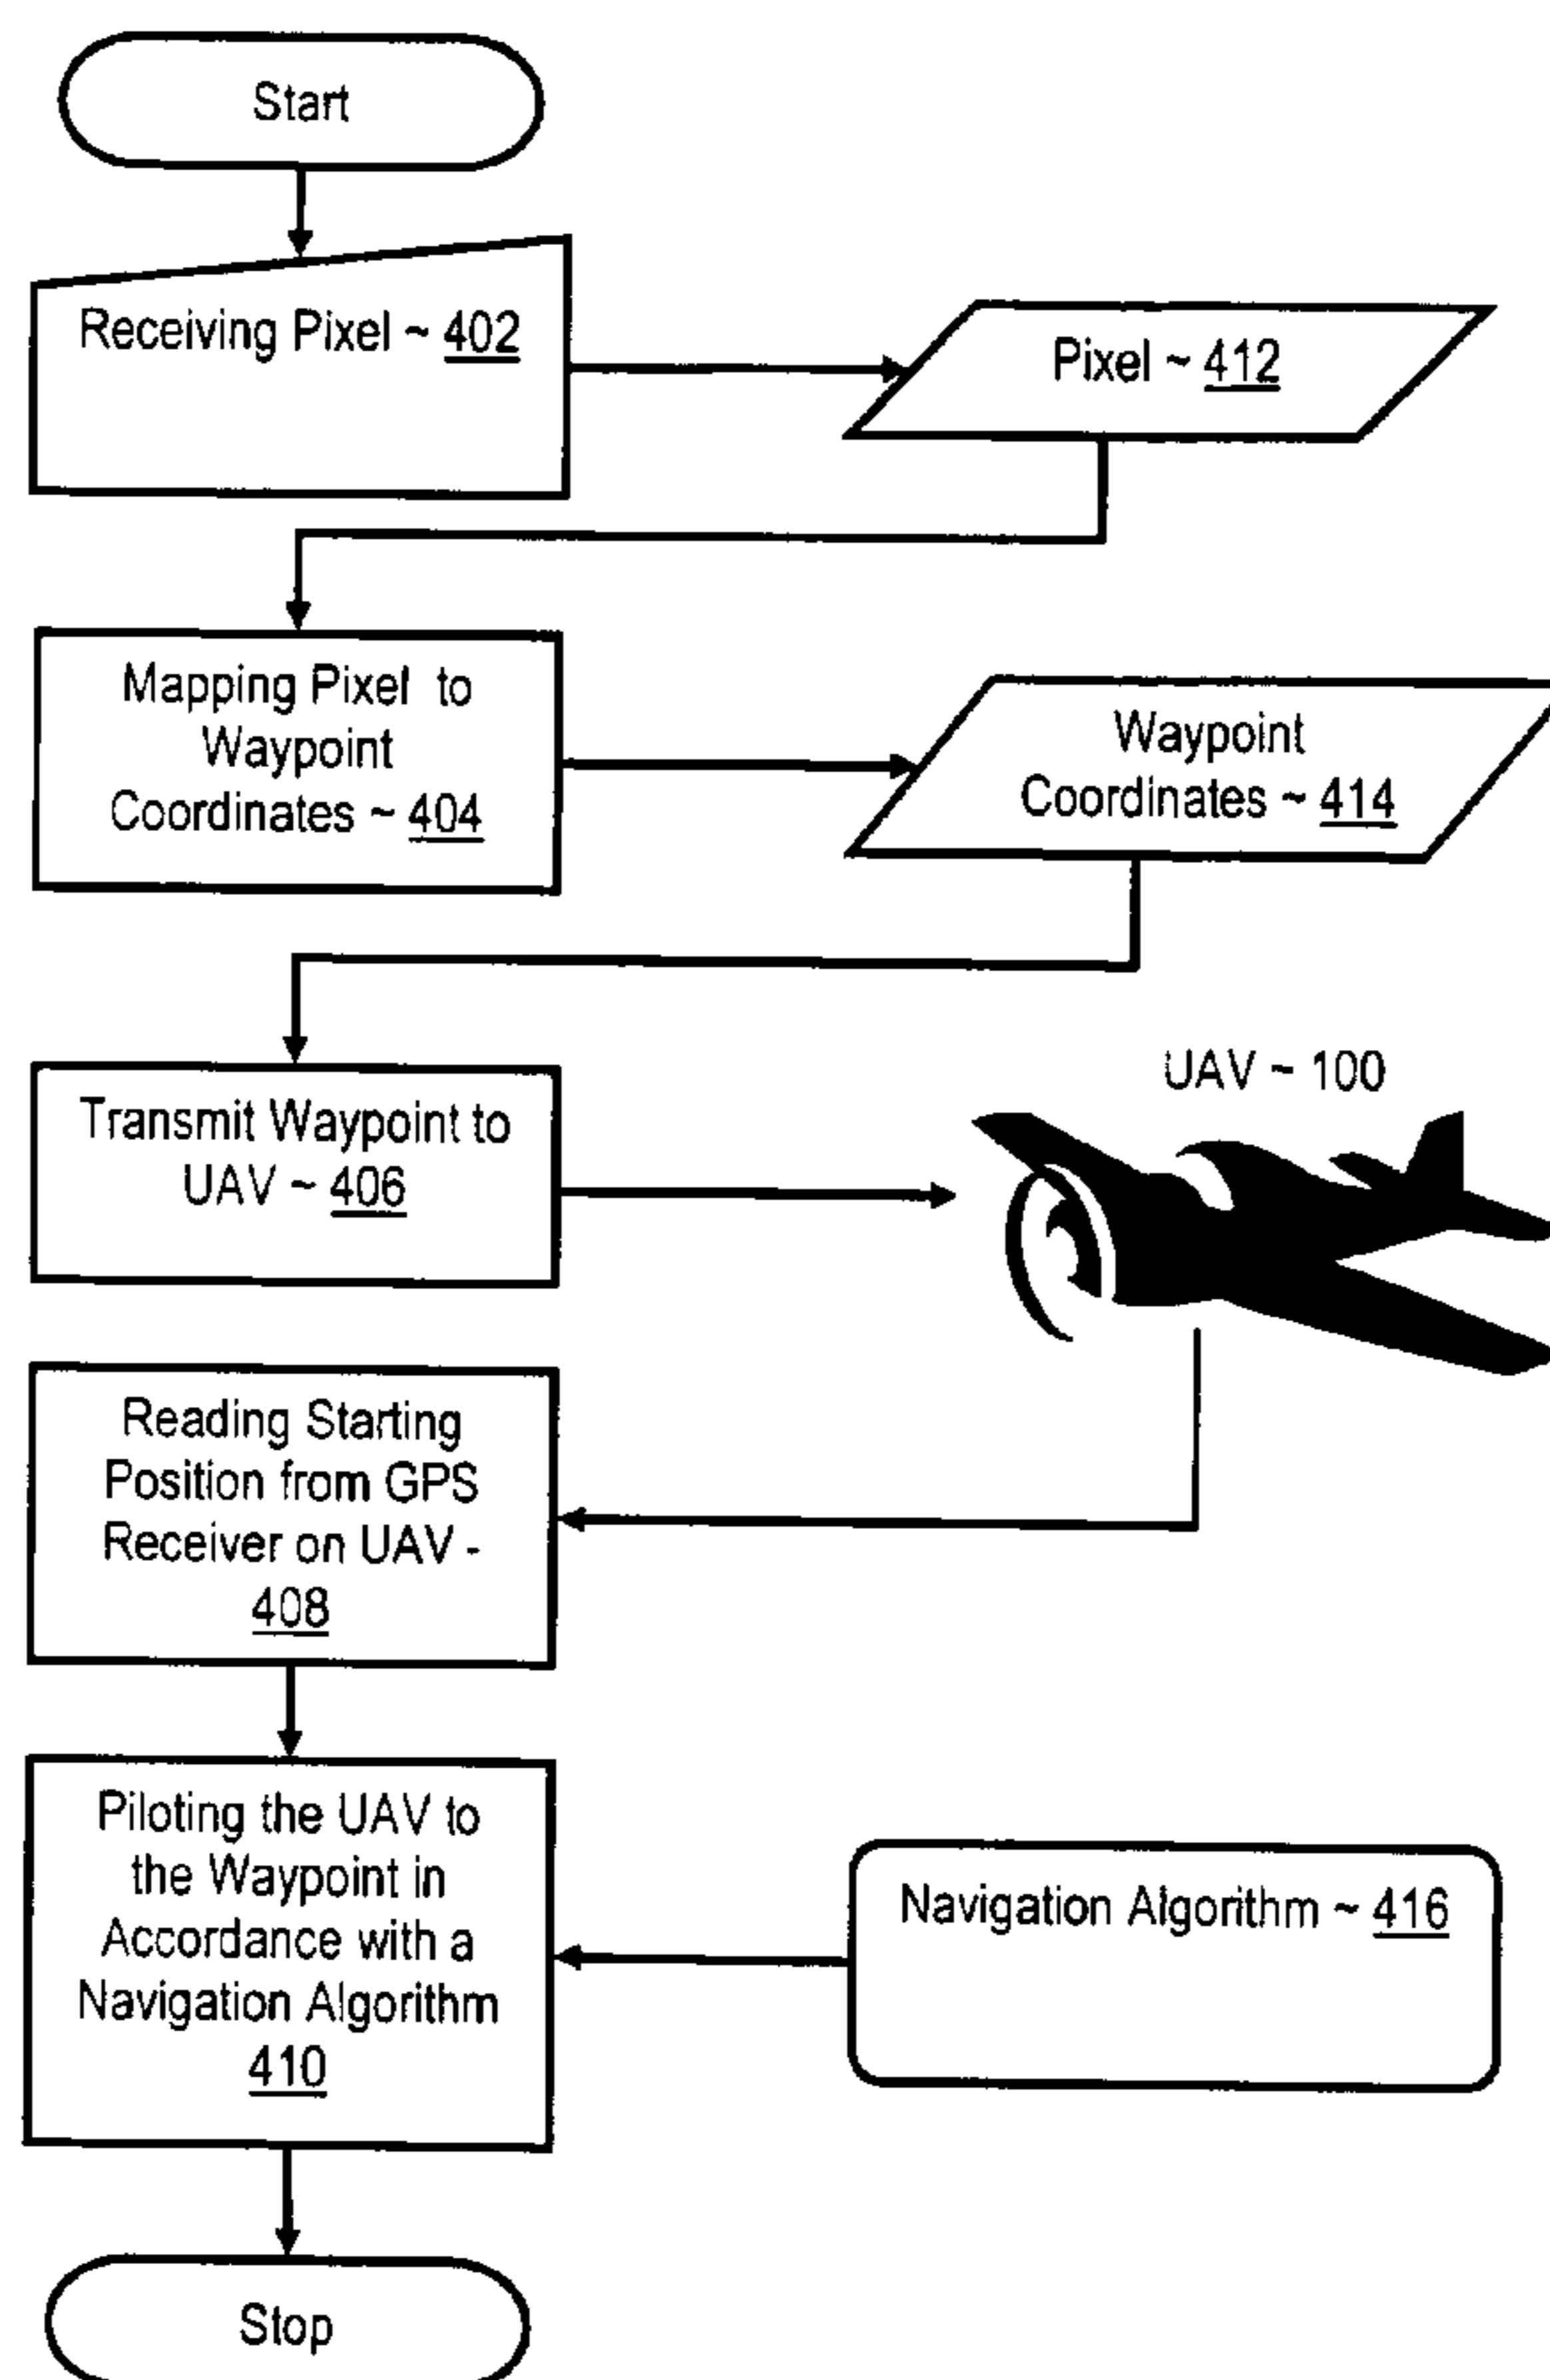 Start
Receiving Pixel ~ 402
Pixel ~ 412
Mapping Pixel to
Waypoint
Coordinates ~ 404
Waypoint
Coordinates ~ 414
Transmit Waypoint to
UAV ~ 406
UAV ~ 100
Reading Starting
Position from GPS
Receiver on UAV -
408
Piloting the UAV to
the Waypoint in
Accordance with a
Navigation Algorithm
410
Navigation Algorithm ~ 416
Stop